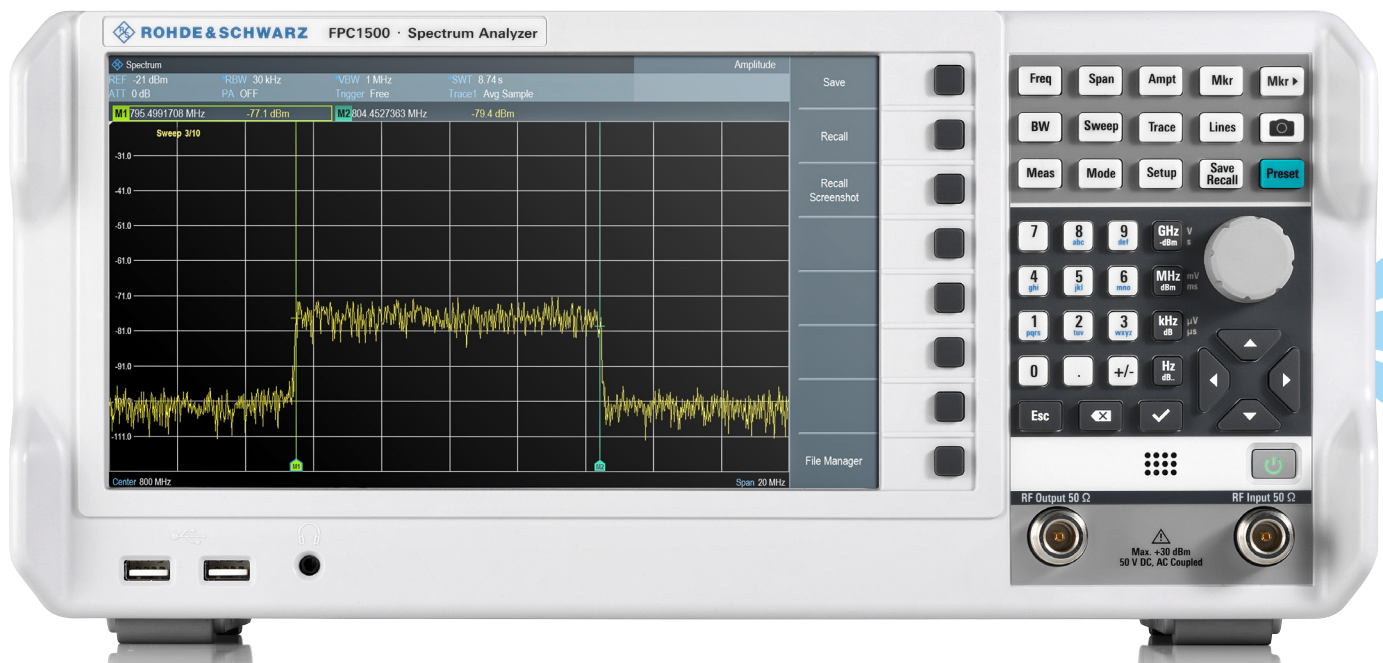 ROHDE&SCHWARZ FPC1500 · Spectrum Analyzer
Spectrum Amplitude
REF -21 dBm *RBW 30 kHz *VBW 1 MHz *SWT 8.74 s
ATT 0 dB PA OFF Trigger Free Trace1 Avg Sample
M1 795.4991708 MHz -77.1 dBm M2 804.4527363 MHz -79.4 dBm
Sweep 3/10
-31.0
-41.0
-51.0
-61.0
-71.0
-81.0
-91.0
-111.0
M1 M2
Center 800 MHz Span 20 MHz
Save
Recall
Recall
Screenshot
File Manager
Freq Span Ampt Mkr Mkr
BW Sweep Trace Lines
Meas Mode Setup Save Recall Preset
7 8 abc 9 def GHz -dBm V s
4 ghi 5 jkl 6 mno MHz dBm mV ms
1 pqrs 2 tuv 3 wxyz kHz dB µV µs
0 . +/- Hz dB..
Esc
RF Output 50 Ω RF Input 50 Ω
Max. +30 dBm
50 V DC, AC Coupled